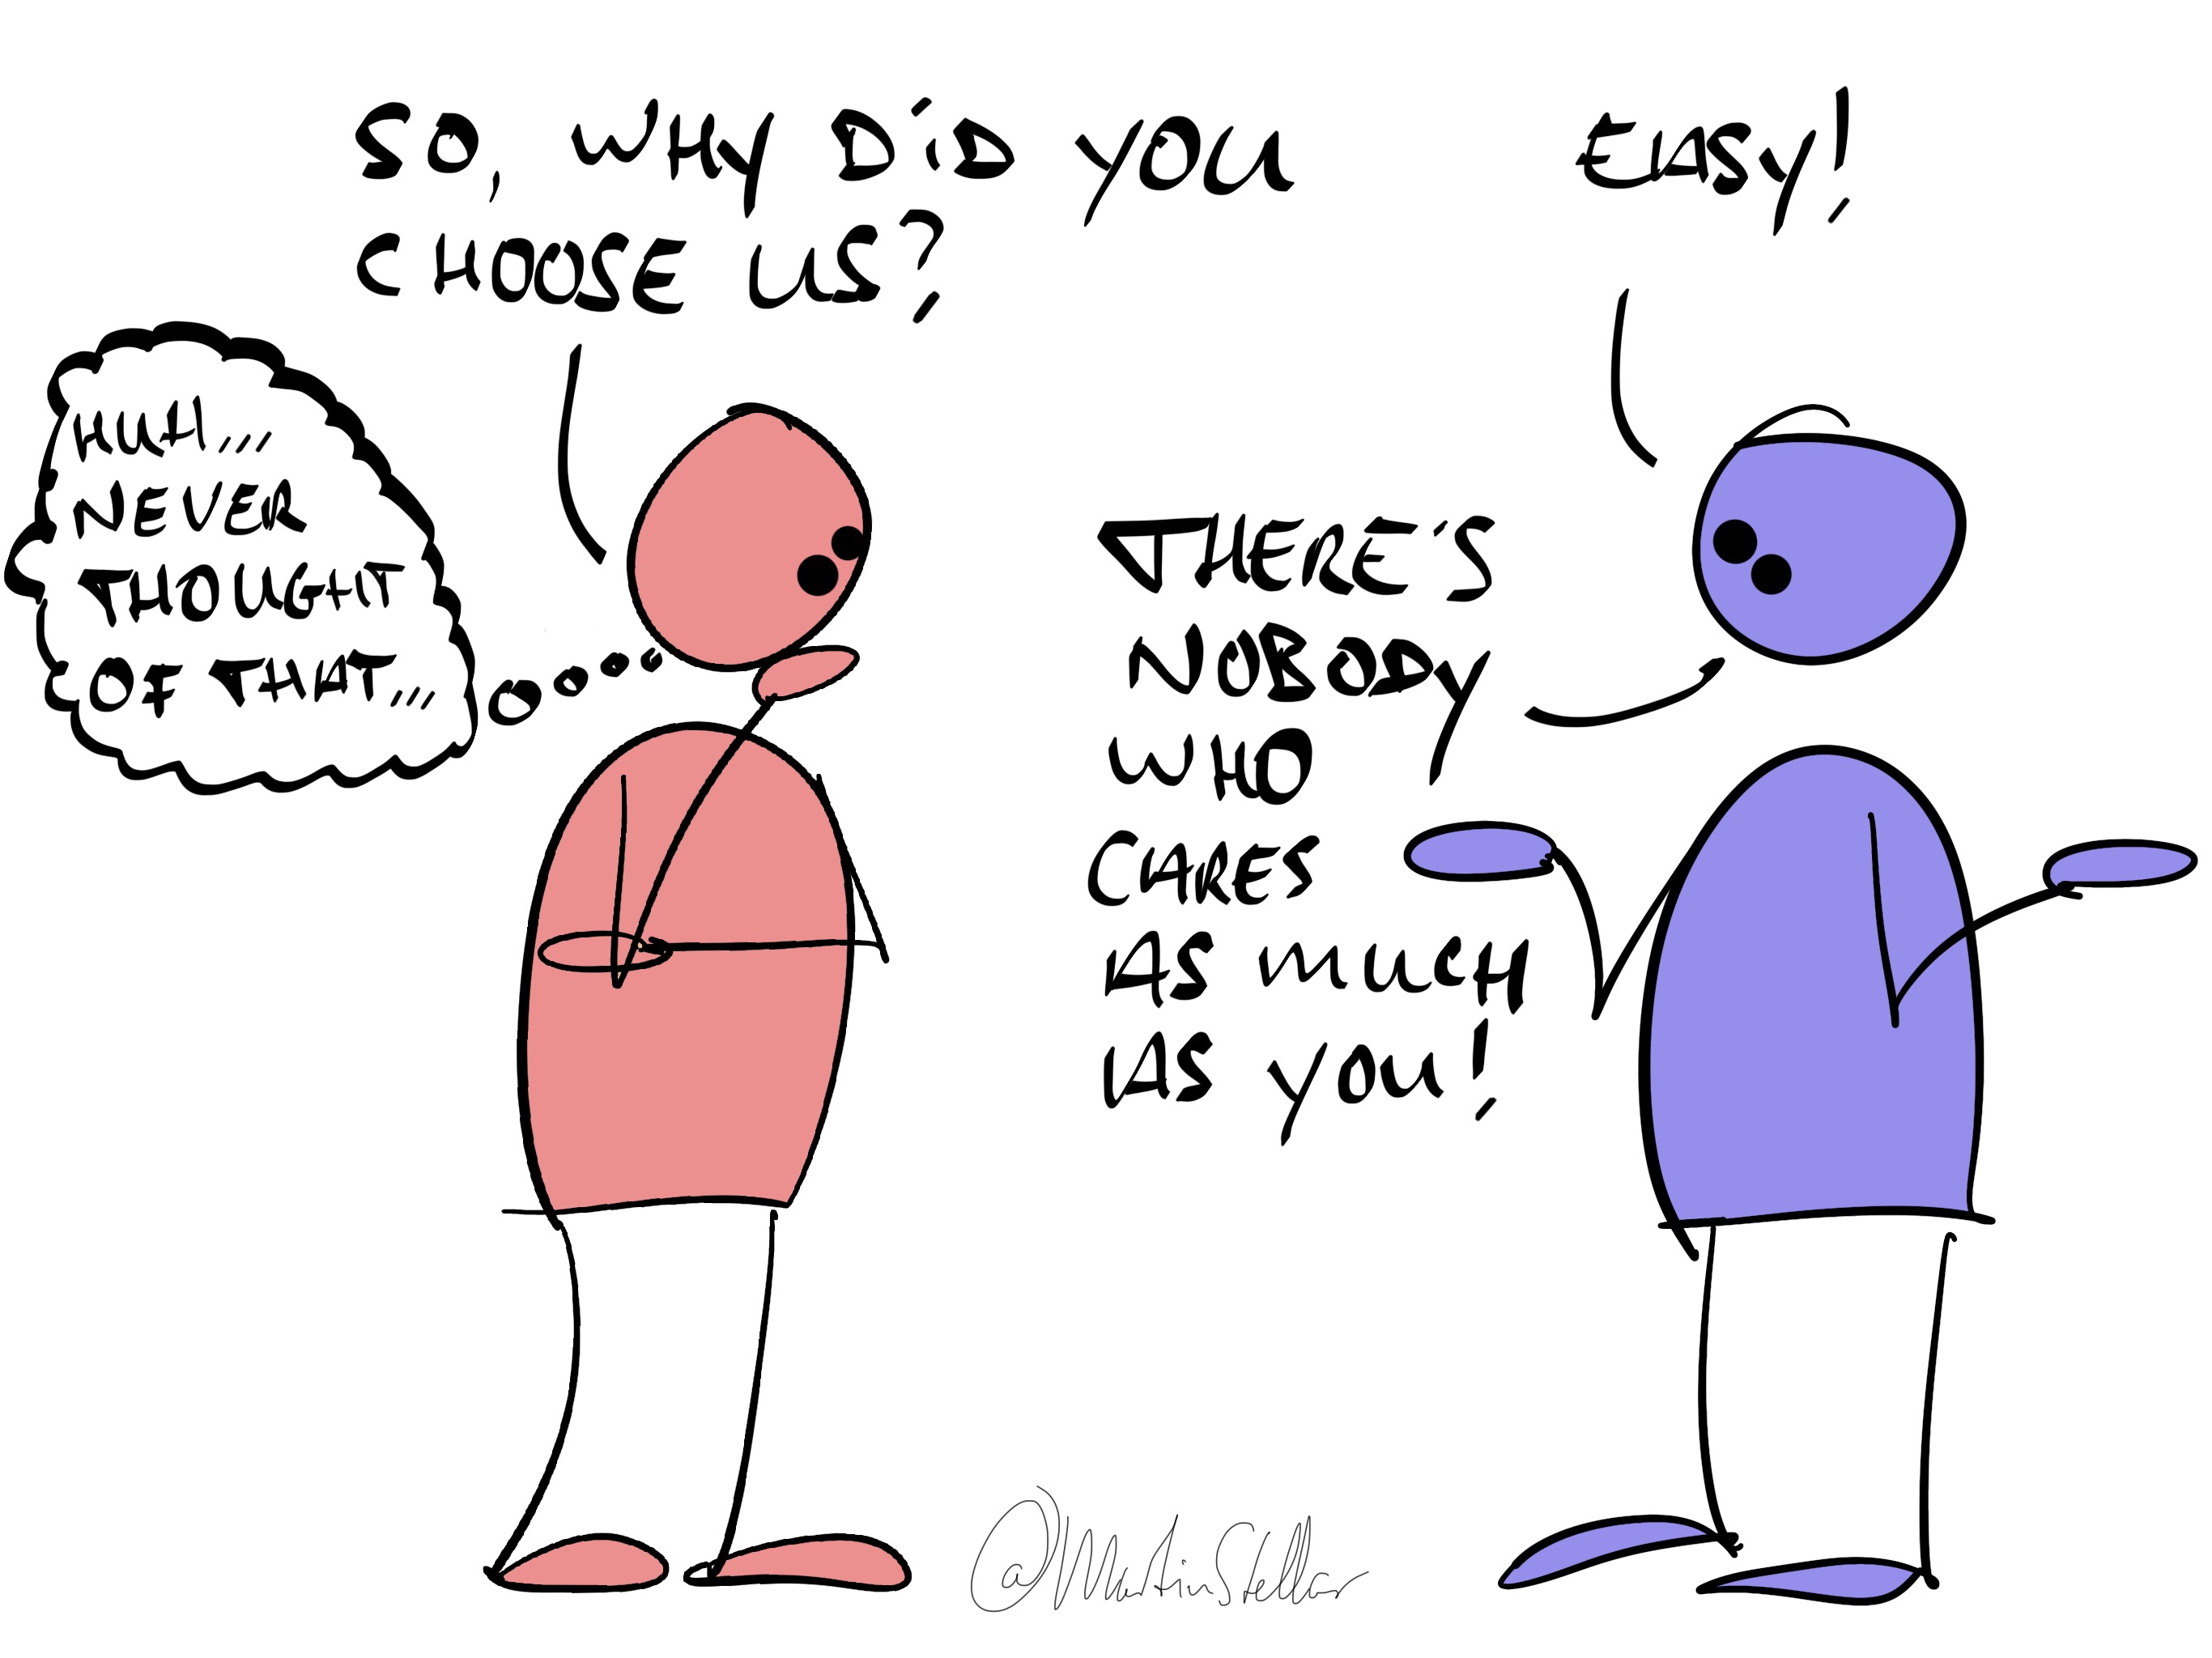 SO, WHY DID YOU
CHOOSE US?
EASY!
HUH...
NEVER
THOUGHT
OF THAT...
THERE'S
NOBODY
WHO
CARES
AS MUCH
AS YOU!
@MartinStellar